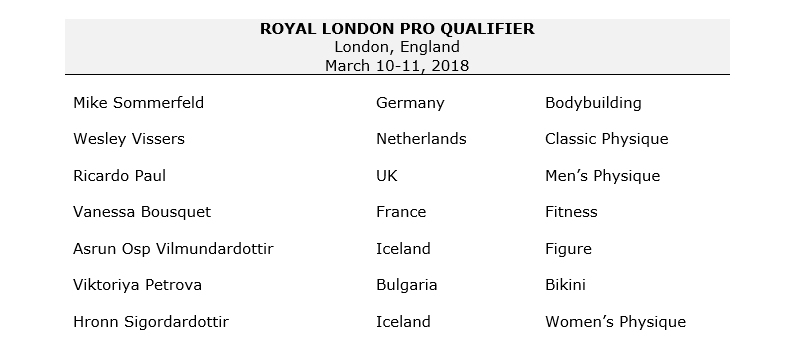 ROYAL LONDON PRO QUALIFIER
London, England
March 10-11, 2018
Mike Sommerfeld Germany Bodybuilding
Wesley Vissers Netherlands Classic Physique
Ricardo Paul UK Men’s Physique
Vanessa Bousquet France Fitness
Asrun Osp Vilmundardottir Iceland Figure
Viktoriya Petrova Bulgaria Bikini
Hronn Sigordardottir Iceland Women’s Physique